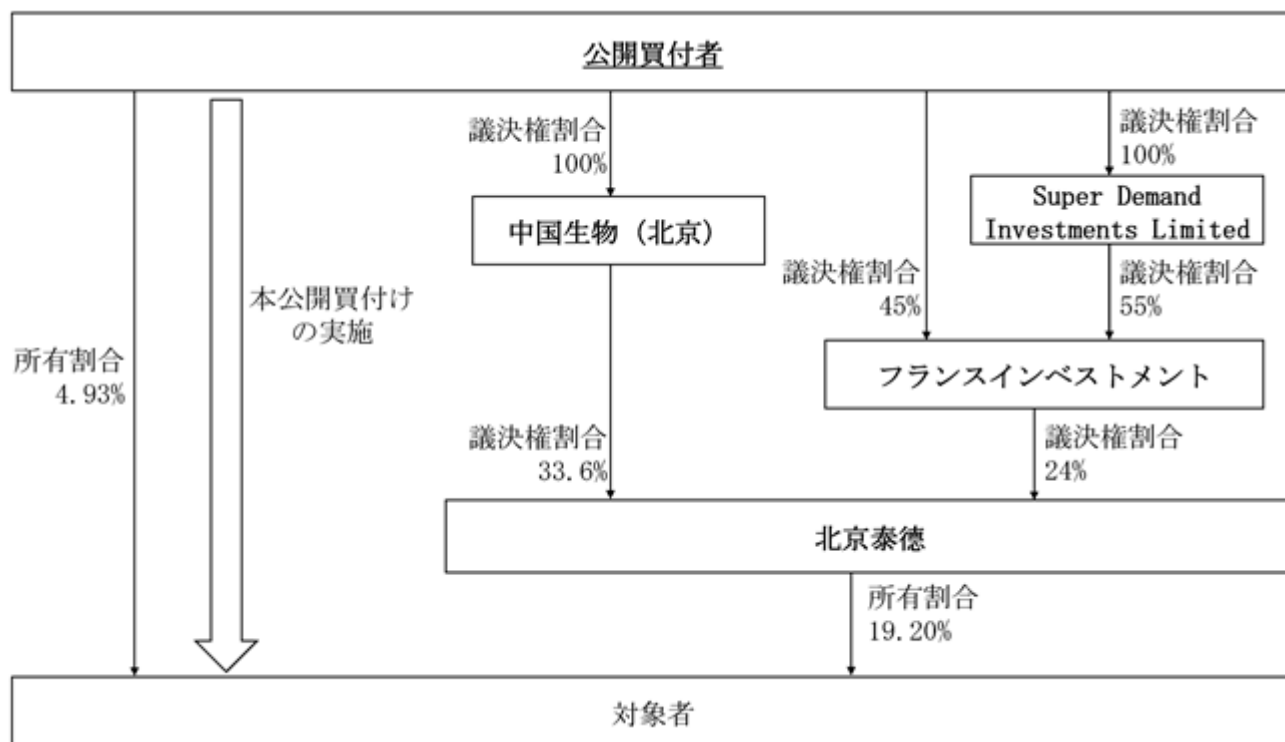 公開買付者
議決権割合
100%
議決権割合
100%
中国生物（北京）
Super Demand
Investments Limited
本公開買付け
の実施
議決権割合
45%
議決権割合
55%
所有割合
4.93%
フランスインベストメント
議決権割合
33.6%
議決権割合
24%
北京泰德
所有割合
19.20%
対象者